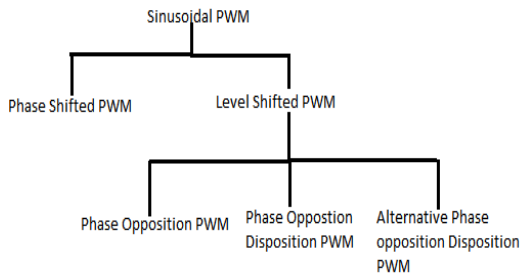 Sinusoidal PWM
Phase Shifted PWM
Level Shifted PWM
Phase Opposition PWM
Phase Oppostion
Disposition PWM
Alternative Phase
opposition Disposition
PWM